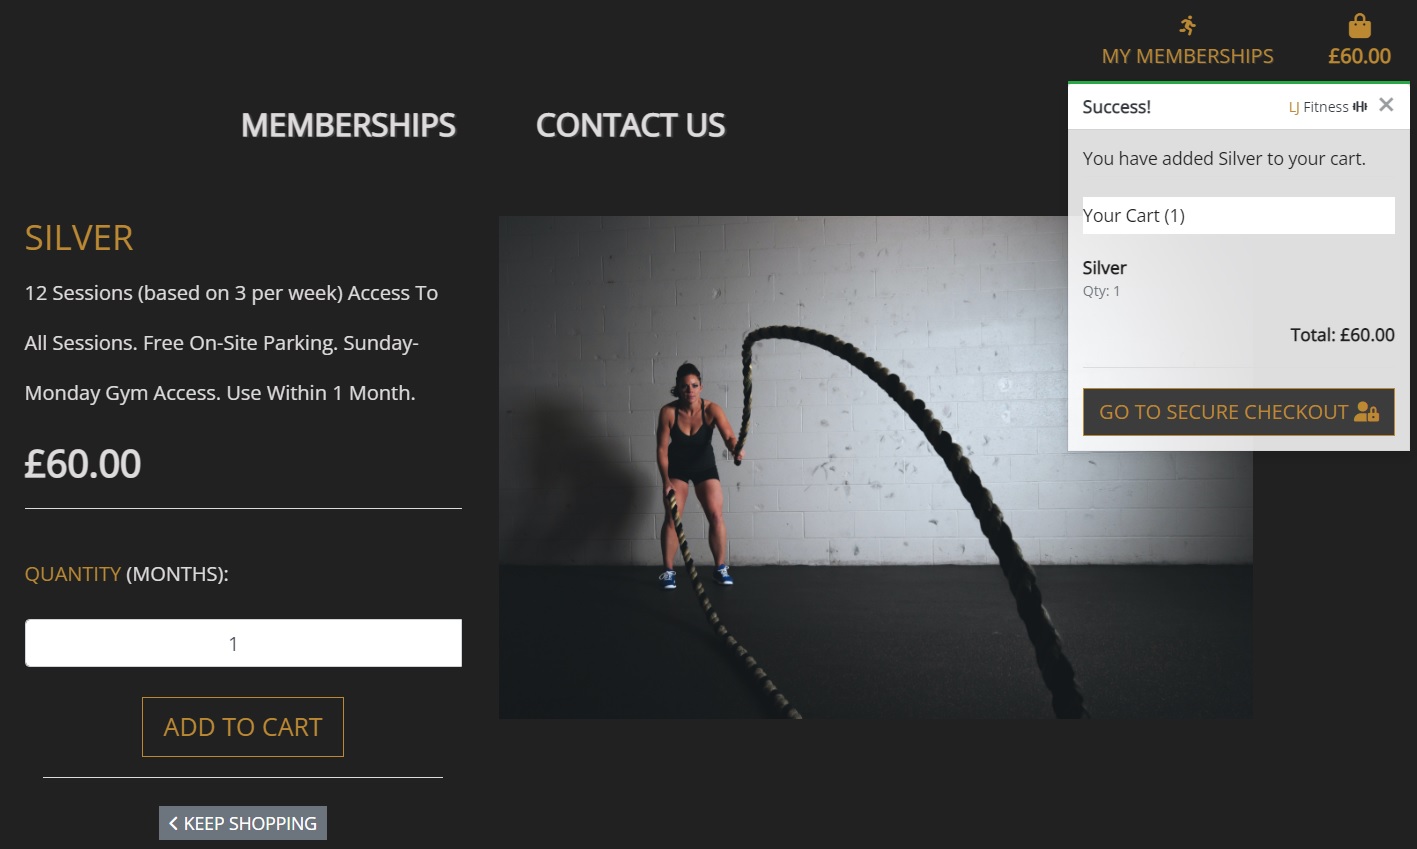 MY MEMBERSHIPS
£60.00
MEMBERSHIPS
CONTACT US
Success!
LJ Fitness
×
You have added Silver to your cart.
Your Cart (1)
Silver
Qty: 1
Total: £60.00
GO TO SECURE CHECKOUT
SILVER
12 Sessions (based on 3 per week) Access To
All Sessions. Free On-Site Parking. Sunday-
Monday Gym Access. Use Within 1 Month.
£60.00
QUANTITY (MONTHS):
1
ADD TO CART
KEEP SHOPPING